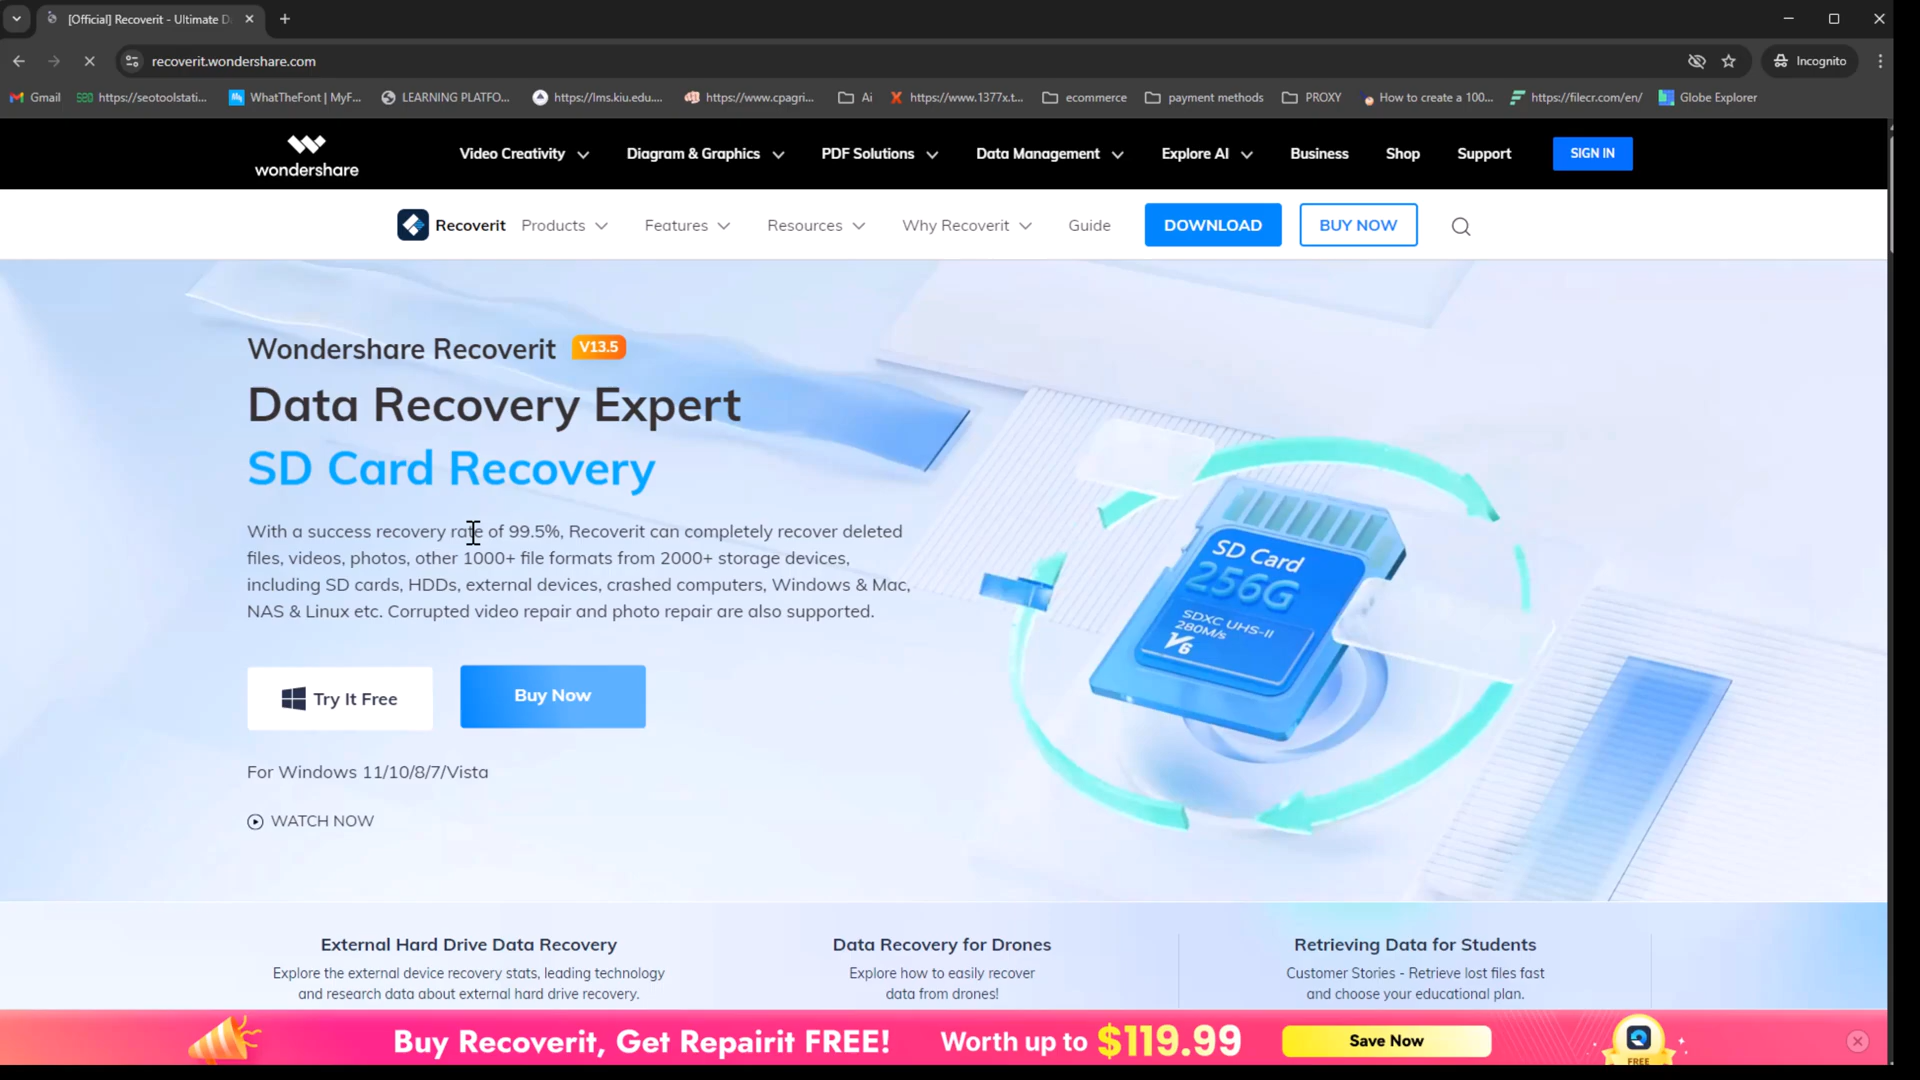 [Official] Recoverit - Ultimate D
recoverit.wondershare.com
Incognito
Gmail
https://seotoolstati...
WhatTheFont | MyF...
LEARNING PLATFO...
https://lms.kiu.edu....
https://www.cpagri...
Ai
https://www.1377x.t...
ecommerce
payment methods
PROXY
How to create a 100...
https://filecr.com/en/
Globe Explorer
wondershare
Video Creativity
Diagram & Graphics
PDF Solutions
Data Management
Explore AI
Business
Shop
Support
SIGN IN
Recoverit
Products
Features
Resources
Why Recoverit
Guide
DOWNLOAD
BUY NOW
Wondershare Recoverit V13.5
Data Recovery Expert
SD Card Recovery
With a success recovery rate of 99.5%, Recoverit can completely recover deleted
files, videos, photos, other 1000+ file formats from 2000+ storage devices,
including SD cards, HDDs, external devices, crashed computers, Windows & Mac,
NAS & Linux etc. Corrupted video repair and photo repair are also supported.
Try It Free
Buy Now
For Windows 11/10/8/7/Vista
WATCH NOW
SD Card
256G
SDXC UHS-II
280M/s
V6
External Hard Drive Data Recovery
Explore the external device recovery stats, leading technology
and research data about external hard drive recovery.
Data Recovery for Drones
Explore how to easily recover
data from drones!
Retrieving Data for Students
Customer Stories - Retrieve lost files fast
and choose your educational plan.
Buy Recoverit, Get Repairit FREE!
Worth up to $119.99
Save Now
FREE